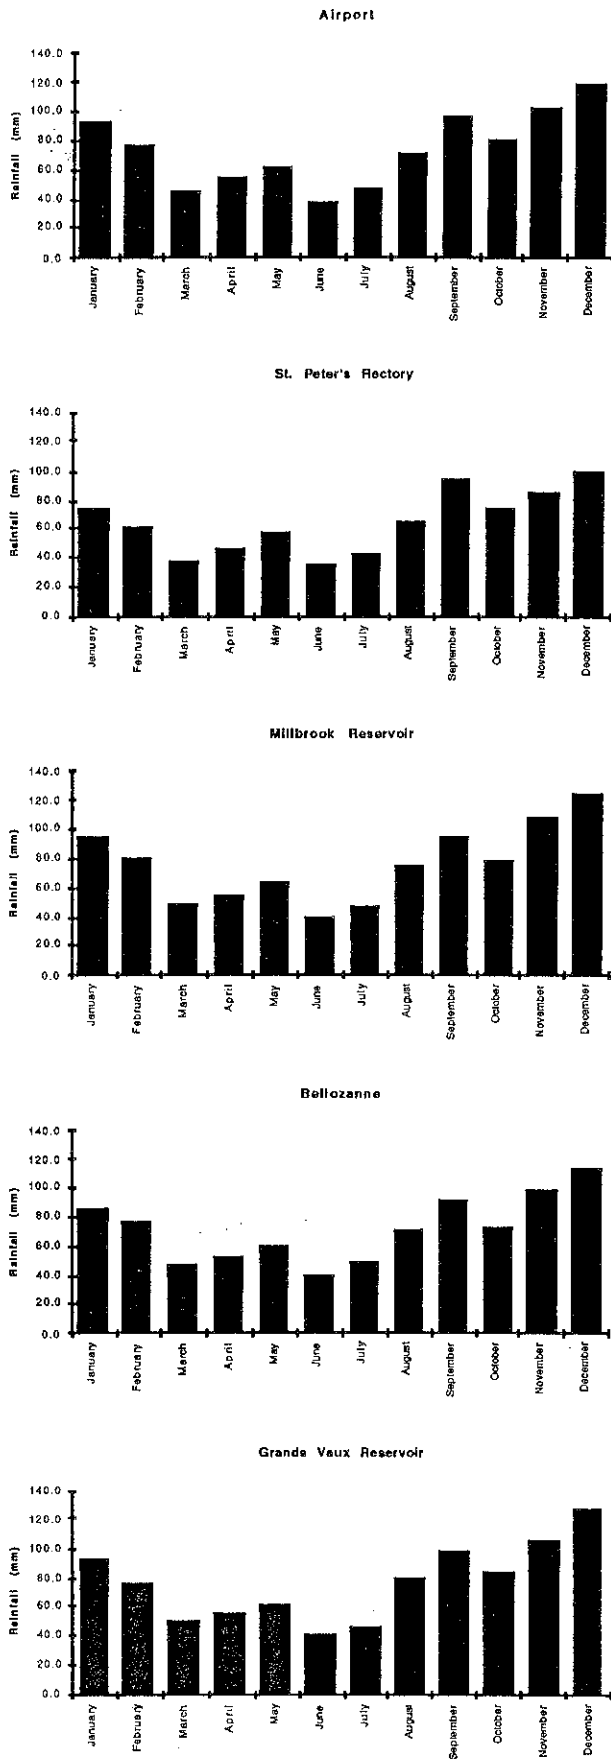 Airport
140.0
120.0
100.0
80.0
60.0
40.0
20.0
0.0
Rainfall (mm)
January
February
March
April
May
June
July
August
September
October
November
December
St. Peter's Rectory
140.0
120.0
100.0
80.0
60.0
40.0
20.0
0.0
Rainfall (mm)
January
February
March
April
May
June
July
August
September
October
November
December
Millbrook Reservoir
140.0
120.0
100.0
80.0
60.0
40.0
20.0
0.0
Rainfall (mm)
January
February
March
April
May
June
July
August
September
October
November
December
Bellozanne
140.0
120.0
100.0
80.0
60.0
40.0
20.0
0.0
Rainfall (mm)
January
February
March
April
May
June
July
August
September
October
November
December
Grands Vaux Reservoir
140.0
120.0
100.0
80.0
60.0
40.0
20.0
0.0
Rainfall (mm)
January
February
March
April
May
June
July
August
September
October
November
December